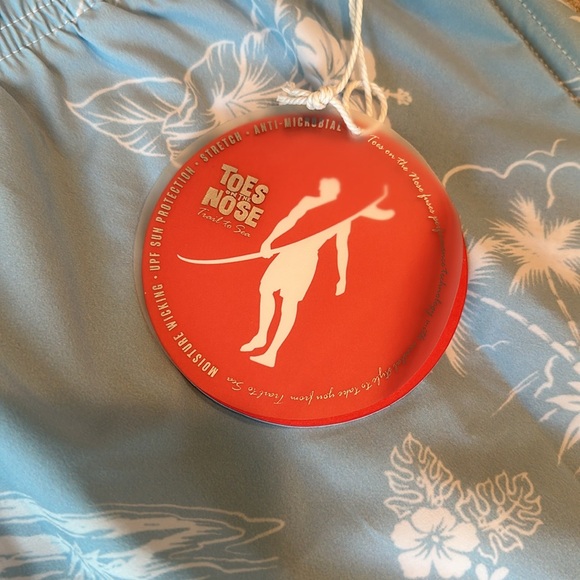 TOES
ON THE
NOSE
Trail to Sea
MOISTURE WICKING • UPF SUN PROTECTION • STRETCH • ANTI-MICROBIAL
Toes on the Nose
style to take you from Trail to Sea